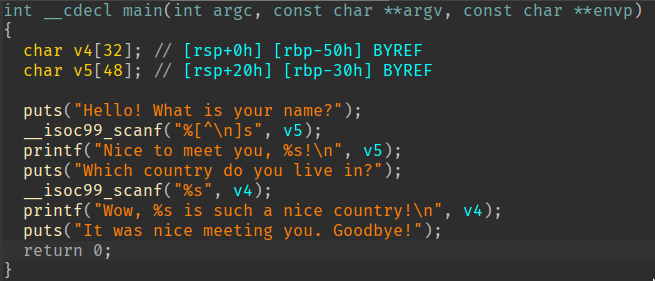 int __cdecl main(int argc, const char **argv, const char **envp)
{
  char v4[32]; // [rsp+0h] [rbp-50h] BYREF
  char v5[48]; // [rsp+20h] [rbp-30h] BYREF

  puts("Hello! What is your name?");
  __isoc99_scanf("%[^\n]s", v5);
  printf("Nice to meet you, %s!\n", v5);
  puts("Which country do you live in?");
  __isoc99_scanf("%s", v4);
  printf("Wow, %s is such a nice country!\n", v4);
  puts("It was nice meeting you. Goodbye!");
  return 0;
}